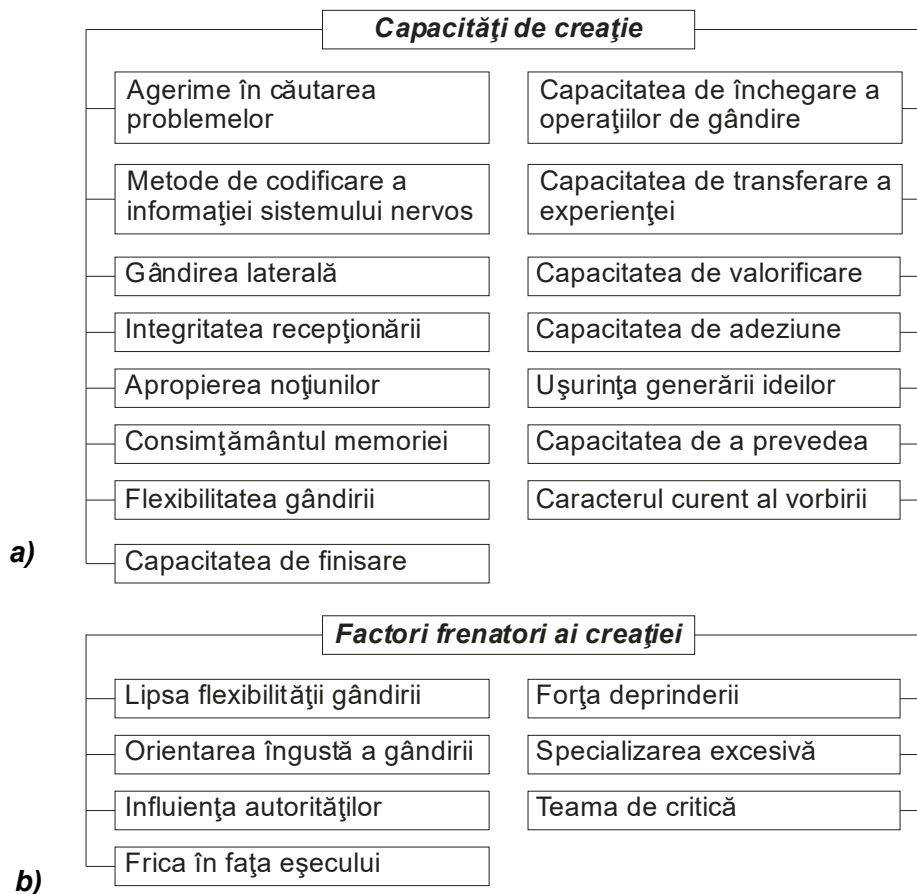 Capacităţi de creaţie
Agerime în căutarea
problemelor
Capacitatea de închegare a
operaţiilor de gândire
Metode de codificare a
informaţiei sistemului nervos
Capacitatea de transferare a
experienţei
Gândirea laterală
Capacitatea de valorificare
Integritatea recepţionării
Capacitatea de adeziune
Apropierea noţiunilor
Uşurinţa generării ideilor
Consimţământul memoriei
Capacitatea de a prevedea
Flexibilitatea gândirii
Caracterul curent al vorbirii
a)
Capacitatea de finisare
Factori frenatori ai creaţiei
Lipsa flexibilităţii gândirii
Forţa deprinderii
Orientarea îngustă a gândirii
Specializarea excesivă
Influienţa autorităţilor
Teama de critică
Frica în faţa eşecului
b)